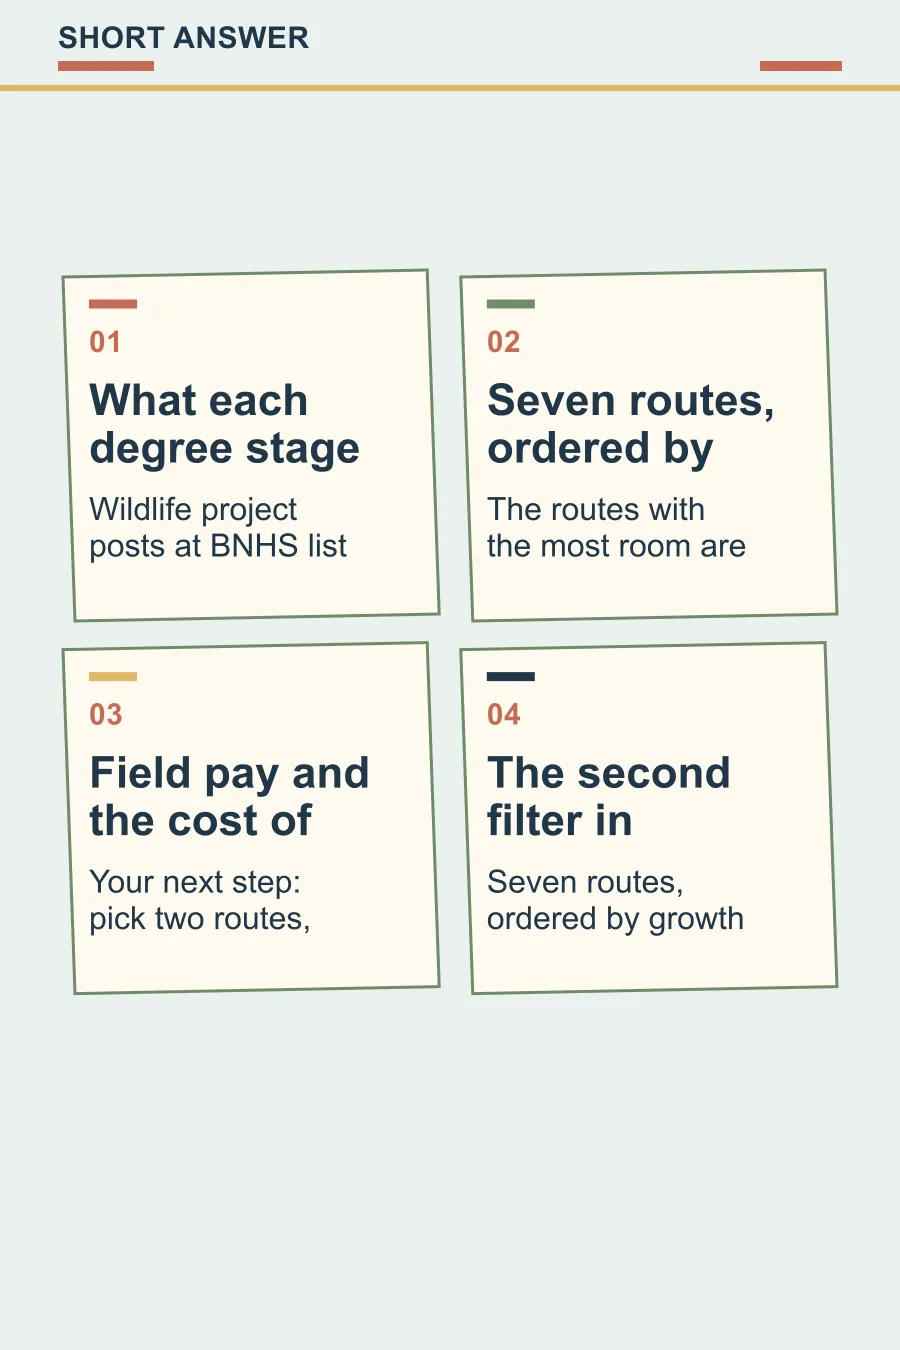 SHORT ANSWER
01
What each
degree stage
Wildlife project
posts at BNHS list
02
Seven routes,
ordered by
The routes with
the most room are
03
Field pay and
the cost of
Your next step:
pick two routes,
04
The second
filter in
Seven routes,
ordered by growth